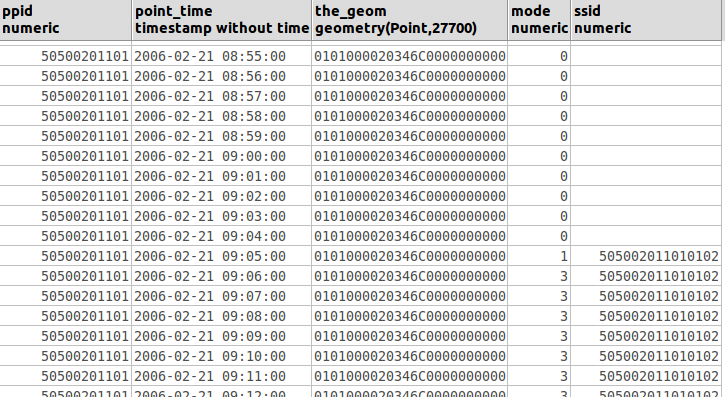 ppid point_time the_geom mode ssid
numeric timestamp without time geometry(Point,27700) numeric numeric
50500201101 2006-02-21 08:55:00 0101000020346C0000000000 0
50500201101 2006-02-21 08:56:00 0101000020346C0000000000 0
50500201101 2006-02-21 08:57:00 0101000020346C0000000000 0
50500201101 2006-02-21 08:58:00 0101000020346C0000000000 0
50500201101 2006-02-21 08:59:00 0101000020346C0000000000 0
50500201101 2006-02-21 09:00:00 0101000020346C0000000000 0
50500201101 2006-02-21 09:01:00 0101000020346C0000000000 0
50500201101 2006-02-21 09:02:00 0101000020346C0000000000 0
50500201101 2006-02-21 09:03:00 0101000020346C0000000000 0
50500201101 2006-02-21 09:04:00 0101000020346C0000000000 0
50500201101 2006-02-21 09:05:00 0101000020346C0000000000 1 505002011010102
50500201101 2006-02-21 09:06:00 0101000020346C0000000000 3 505002011010102
50500201101 2006-02-21 09:07:00 0101000020346C0000000000 3 505002011010102
50500201101 2006-02-21 09:08:00 0101000020346C0000000000 3 505002011010102
50500201101 2006-02-21 09:09:00 0101000020346C0000000000 3 505002011010102
50500201101 2006-02-21 09:10:00 0101000020346C0000000000 3 505002011010102
50500201101 2006-02-21 09:11:00 0101000020346C0000000000 3 505002011010102
50500201101 2006-02-21 09:12:00 0101000020346C0000000000 3 505002011010102